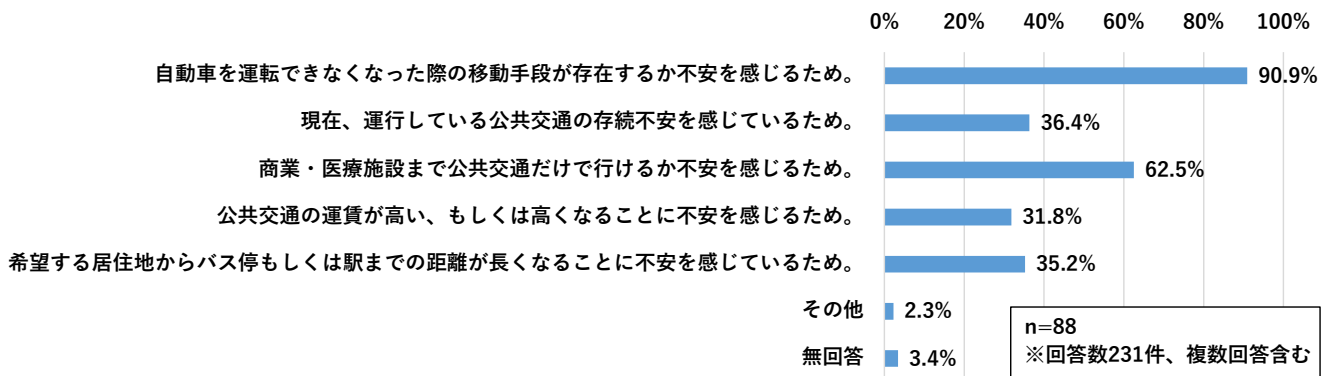 0% 20% 40% 60% 80% 100%
自動車を運転できなくなった際の移動手段が存在するか不安を感じるため。 90.9%
現在、運行している公共交通の存続不安を感じているため。 36.4%
商業・医療施設まで公共交通だけで行けるか不安を感じるため。 62.5%
公共交通の運賃が高い、もしくは高くなることに不安を感じるため。 31.8%
希望する居住地からバス停もしくは駅までの距離が長くなることに不安を感じているため。 35.2%
その他 2.3%
無回答 3.4%
n=88
※回答数231件、複数回答含む